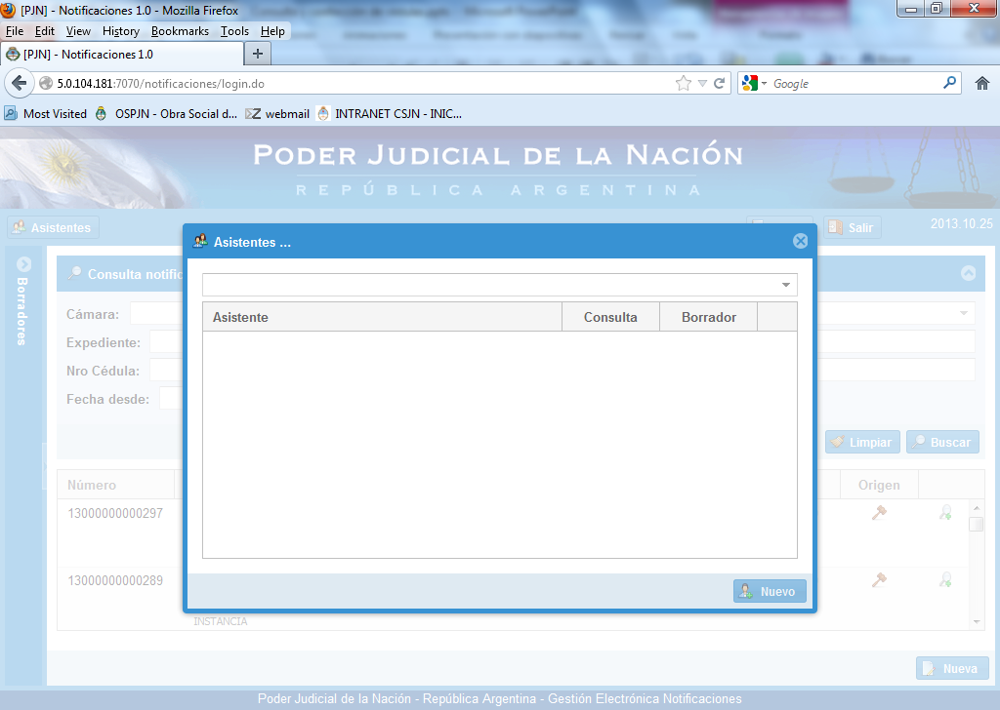 [PJN] - Notificaciones 1.0 - Mozilla Firefox
File Edit View History Bookmarks Tools Help
[PJN] - Notificaciones 1.0
5.0.104.181:7070/notificaciones/login.do
Google
Most Visited OSPJN - Obra Social d... webmail INTRANET CSJN - INIC...
PODER JUDICIAL DE LA NACIÓN
REPÚBLICA ARGENTINA
Asistentes
Salir
2013.10.25
Asistentes ...
Borradores
Consulta notific
Cámara:
Asistente Consulta Borrador
Expediente:
Nro Cédula:
Fecha desde:
Limpiar Buscar
Número Origen
13000000000297
13000000000289
Nuevo
INSTANCIA
Nueva
Poder Judicial de la Nación - República Argentina - Gestión Electrónica Notificaciones